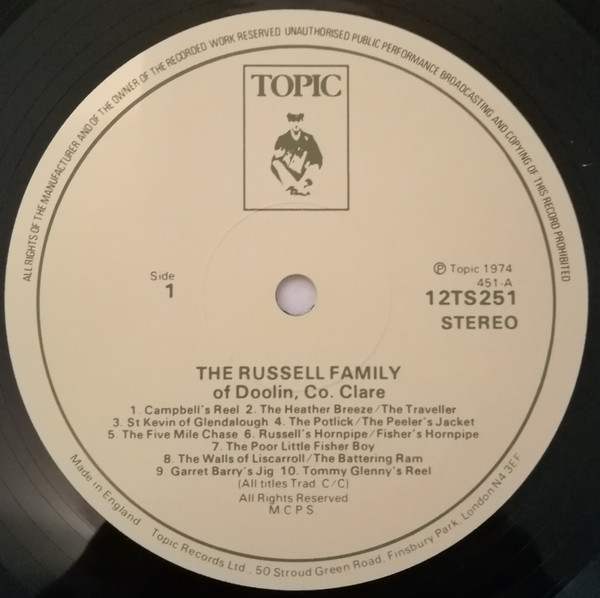 ALL RIGHTS OF THE MANUFACTURER AND OF THE OWNER OF THE RECORDED WORK RESERVED UNAUTHORISED PUBLIC PERFORMANCE BROADCASTING AND COPYING OF THIS RECORD PROHIBITED
TOPIC
Side
1
Ⓟ Topic 1974
451-A
12TS251
STEREO
THE RUSSELL FAMILY
of Doolin, Co. Clare
1. Campbell's Reel 2. The Heather Breeze/The Traveller
3. St Kevin of Glendalough 4. The Potlick/The Peeler's Jacket
5. The Five Mile Chase 6. Russell's Hornpipe/Fisher's Hornpipe
7. The Poor Little Fisher Boy
8. The Walls of Liscarroll/The Battering Ram
9. Garret Barry's Jig 10. Tommy Glenny's Reel
(All titles Trad. C/C)
All Rights Reserved
M C P S
Made in England Topic Records Ltd., 50 Stroud Green Road, Finsbury Park, London N4 3EF